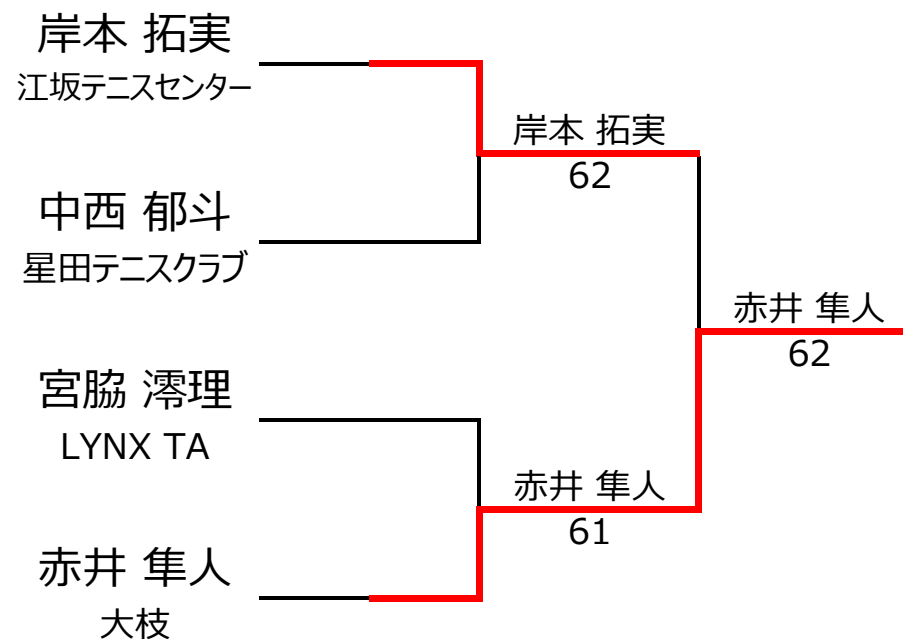 岸本 拓実
江坂テニスセンター
岸本 拓実
62
中西 郁斗
星田テニスクラブ
赤井 隼人
62
宮脇 澪理
LYNX TA
赤井 隼人
61
赤井 隼人
大枝